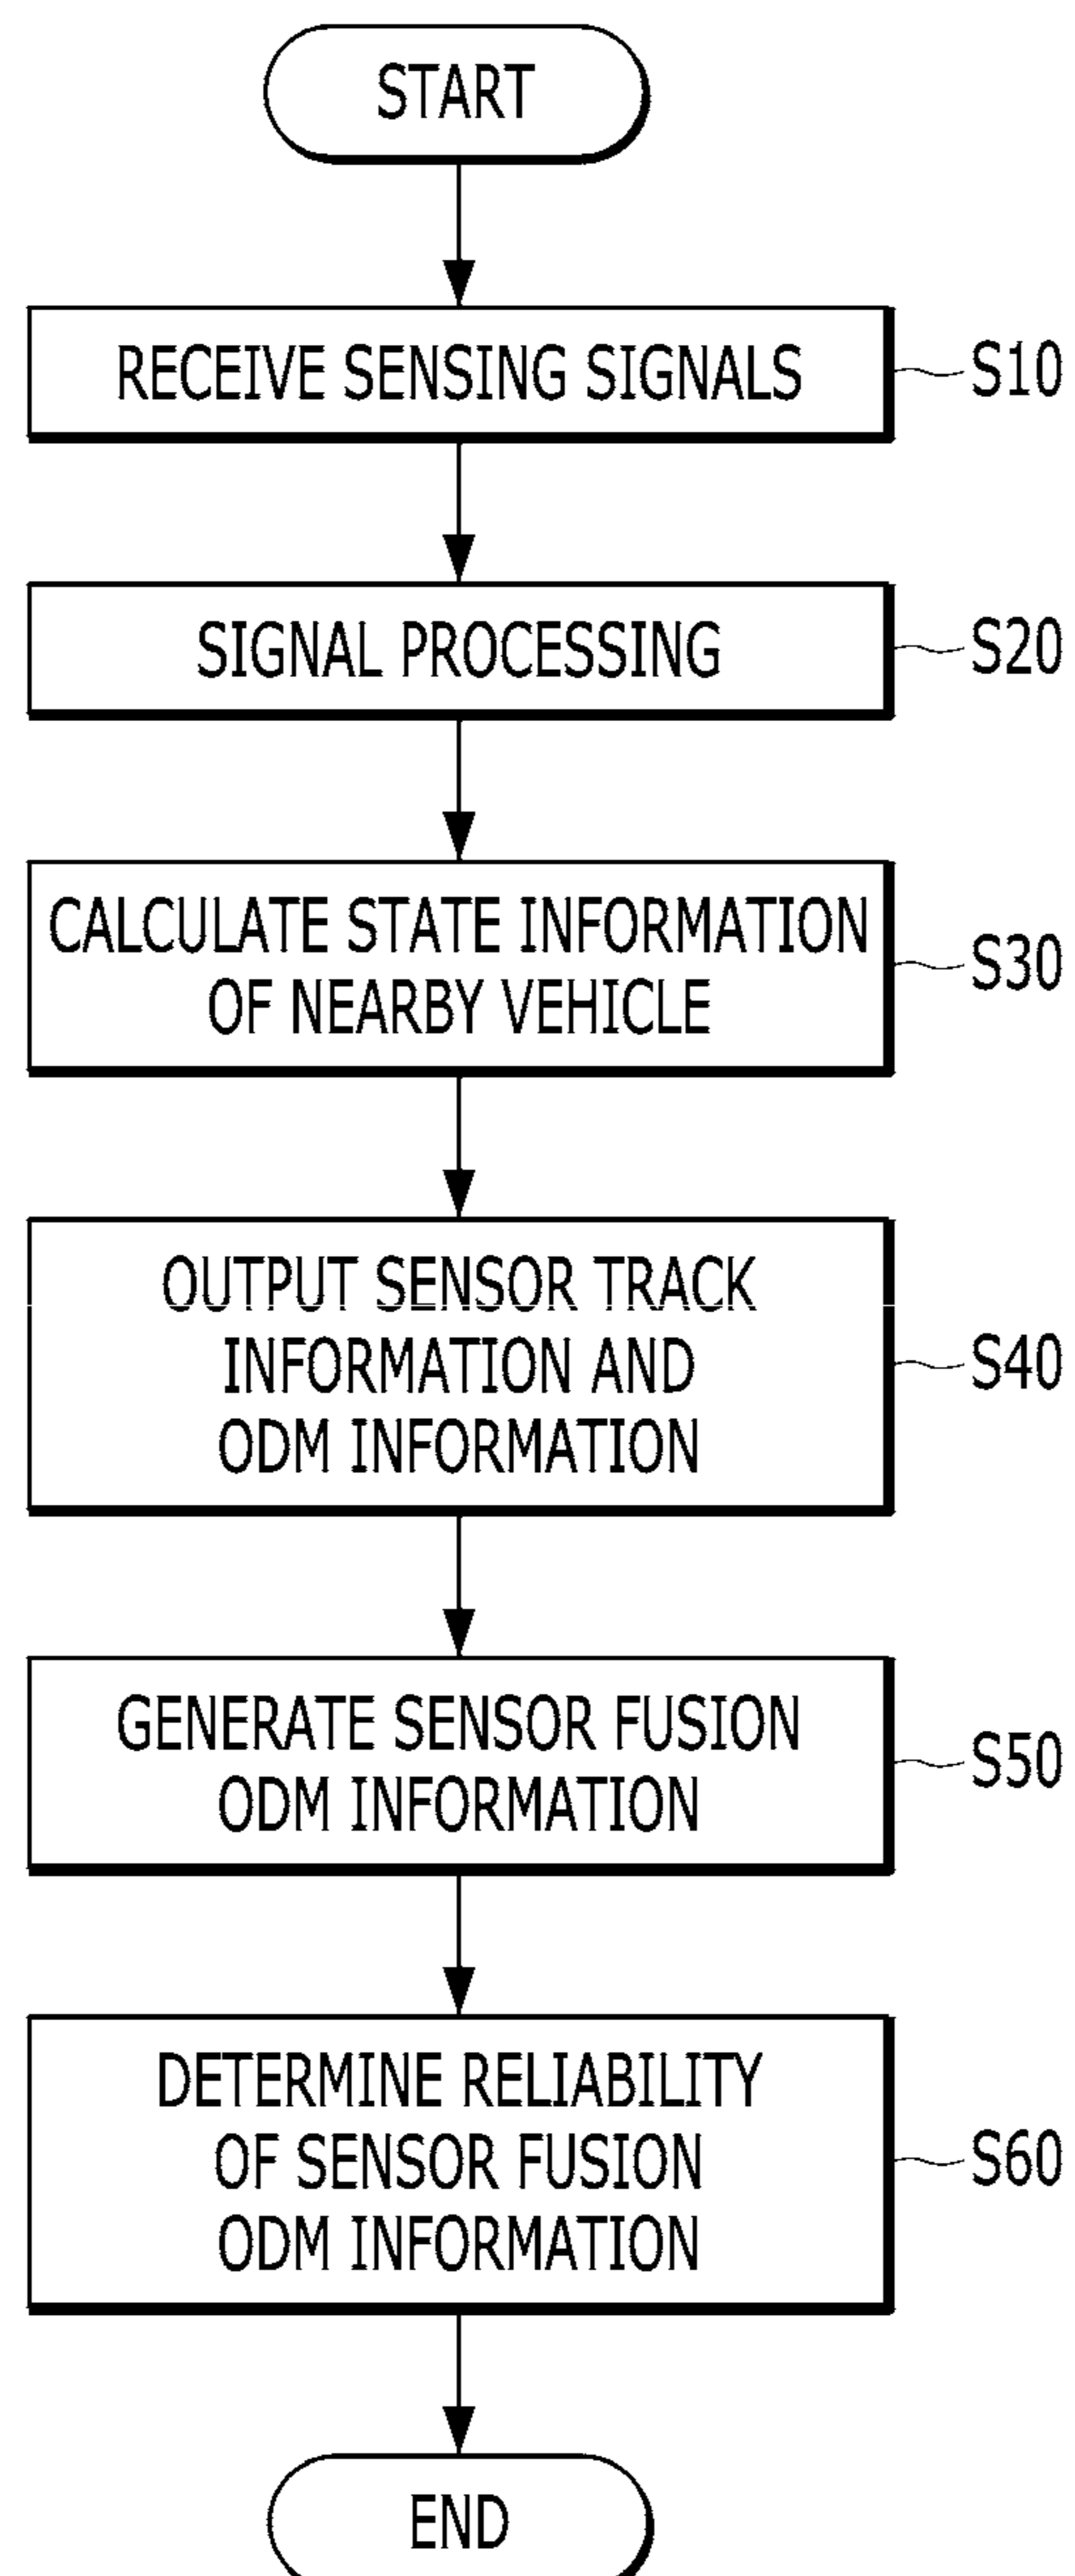 START
RECEIVE SENSING SIGNALS
S10
SIGNAL PROCESSING
S20
CALCULATE STATE INFORMATION
OF NEARBY VEHICLE
S30
OUTPUT SENSOR TRACK
INFORMATION AND
ODM INFORMATION
S40
GENERATE SENSOR FUSION
ODM INFORMATION
S50
DETERMINE RELIABILITY
OF SENSOR FUSION
ODM INFORMATION
S60
END